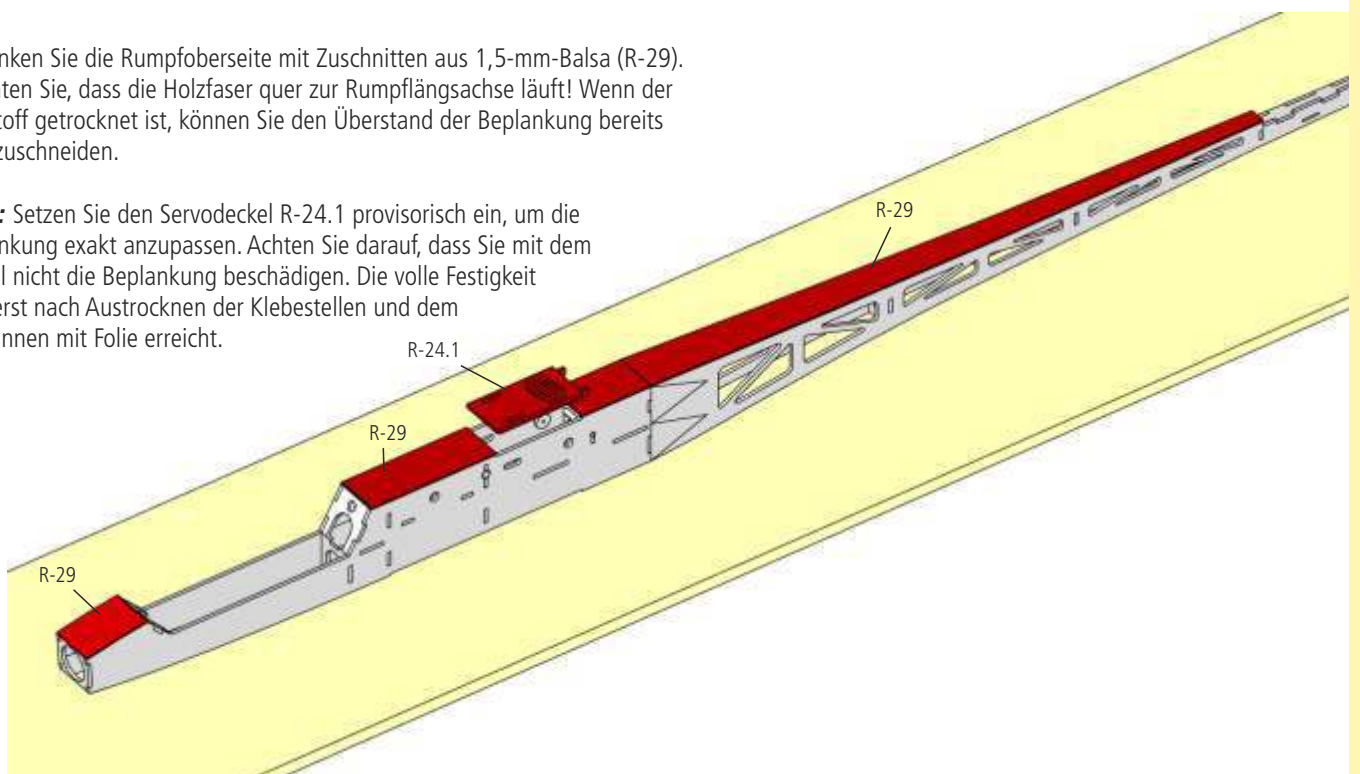 nken Sie die Rumpfoberseite mit Zuschnitten aus 1,5-mm-Balsa (R-29).
ten Sie, dass die Holzfaser quer zur Rumpflängsachse läuft! Wenn der
toff getrocknet ist, können Sie den Überstand der Beplankung bereits
zuschneiden.
: Setzen Sie den Servodeckel R-24.1 provisorisch ein, um die
nkung exakt anzupassen. Achten Sie darauf, dass Sie mit dem
l nicht die Beplankung beschädigen. Die volle Festigkeit
erst nach Austrocknen der Klebestellen und dem
nnen mit Folie erreicht.
R-29
R-24.1
R-29
R-29